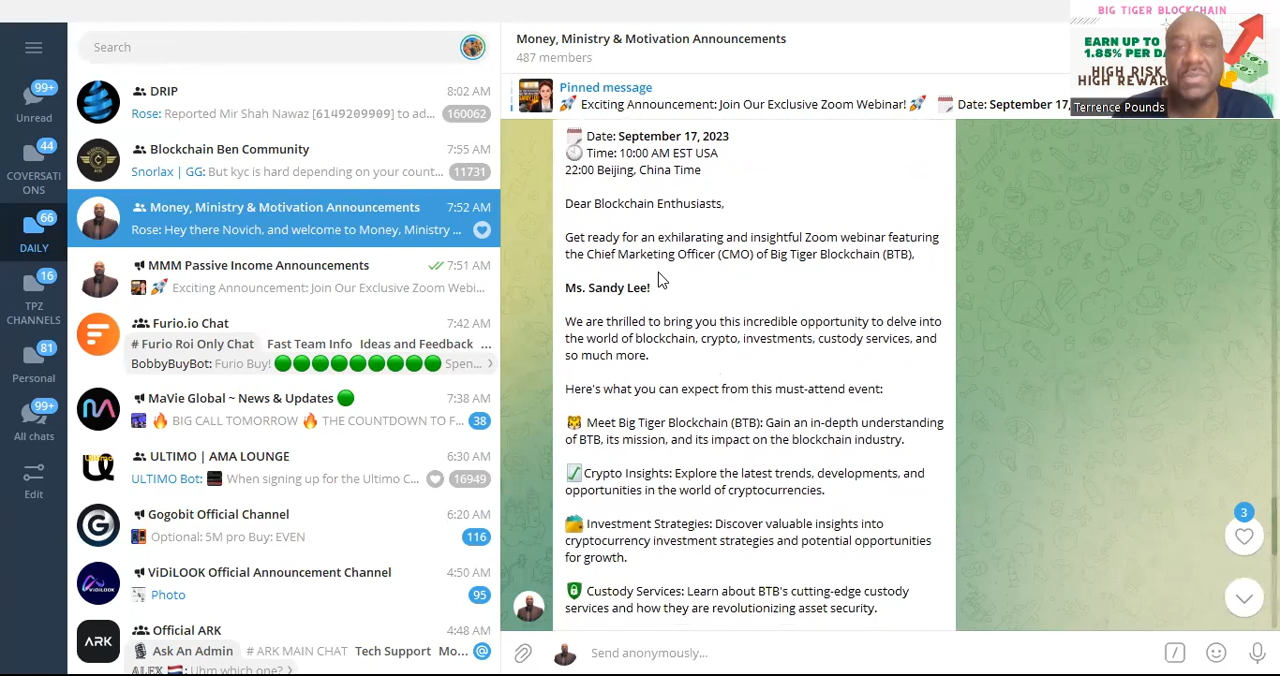 Search
99+
Unread
44
COVERSATI
ONS
66
DAILY
16
TPZ
CHANNELS
81
Personal
99+
All chats
Edit
DRIP
8:02 AM
Rose: Reported Mir Shah Nawaz [6149209909] to ad...
160062
Blockchain Ben Community
7:55 AM
Snorlax | GG: But kyc is hard depending on your count...
11731
Money, Ministry & Motivation Announcements
7:52 AM
Rose: Hey there Novich, and welcome to Money, Ministry ...
MMM Passive Income Announcements
7:51 AM
Exciting Announcement: Join Our Exclusive Zoom Webi...
Furio.io Chat
7:42 AM
# Furio Roi Only Chat Fast Team Info Ideas and Feedback ...
BobbyBuyBot: Furio Buy! Spen...
MaVie Global ~ News & Updates
7:38 AM
BIG CALL TOMORROW THE COUNTDOWN TO F...
38
ULTIMO | AMA LOUNGE
6:30 AM
ULTIMO Bot: When signing up for the Ultimo C...
16949
Gogobit Official Channel
6:20 AM
Optional: 5M pro Buy: EVEN
116
ViDiLOOK Official Announcement Channel
4:50 AM
Photo
95
Official ARK
4:48 AM
Ask An Admin # ARK MAIN CHAT Tech Support Mo...
ALEX Uhm which one?
ARK
ViDiLOOK
Money, Ministry & Motivation Announcements
487 members
Pinned message
Exciting Announcement: Join Our Exclusive Zoom Webinar! Date: September 17,
Date: September 17, 2023
Time: 10:00 AM EST USA
22:00 Beijing, China Time
Dear Blockchain Enthusiasts,
Get ready for an exhilarating and insightful Zoom webinar featuring
the Chief Marketing Officer (CMO) of Big Tiger Blockchain (BTB),
Ms. Sandy Lee!
We are thrilled to bring you this incredible opportunity to delve into
the world of blockchain, crypto, investments, custody services, and
so much more.
Here's what you can expect from this must-attend event:
Meet Big Tiger Blockchain (BTB): Gain an in-depth understanding
of BTB, its mission, and its impact on the blockchain industry.
Crypto Insights: Explore the latest trends, developments, and
opportunities in the world of cryptocurrencies.
Investment Strategies: Discover valuable insights into
cryptocurrency investment strategies and potential opportunities
for growth.
Custody Services: Learn about BTB's cutting-edge custody
services and how they are revolutionizing asset security.
3
Send anonymously...
BIG TIGER BLOCKCHAIN
EARN UP TO
1.85% PER DA
HIGH RISK
HIGH REWAR
Terrence Pounds